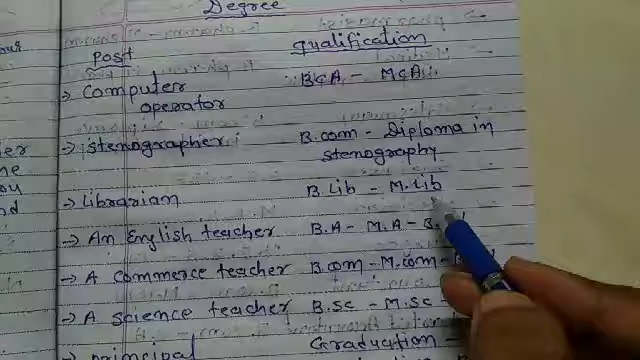 Degree
Post qualification
→ Computer operator BCA - MCA
→ Stenographer B.com - Diploma in stenography
→ Librarian B.Lib - M.Lib
→ An English teacher B.A - M.A - B.
→ A commerce teacher B.com - M.com -
→ A science teacher B.sc - M.sc -
→ principal Graduation -